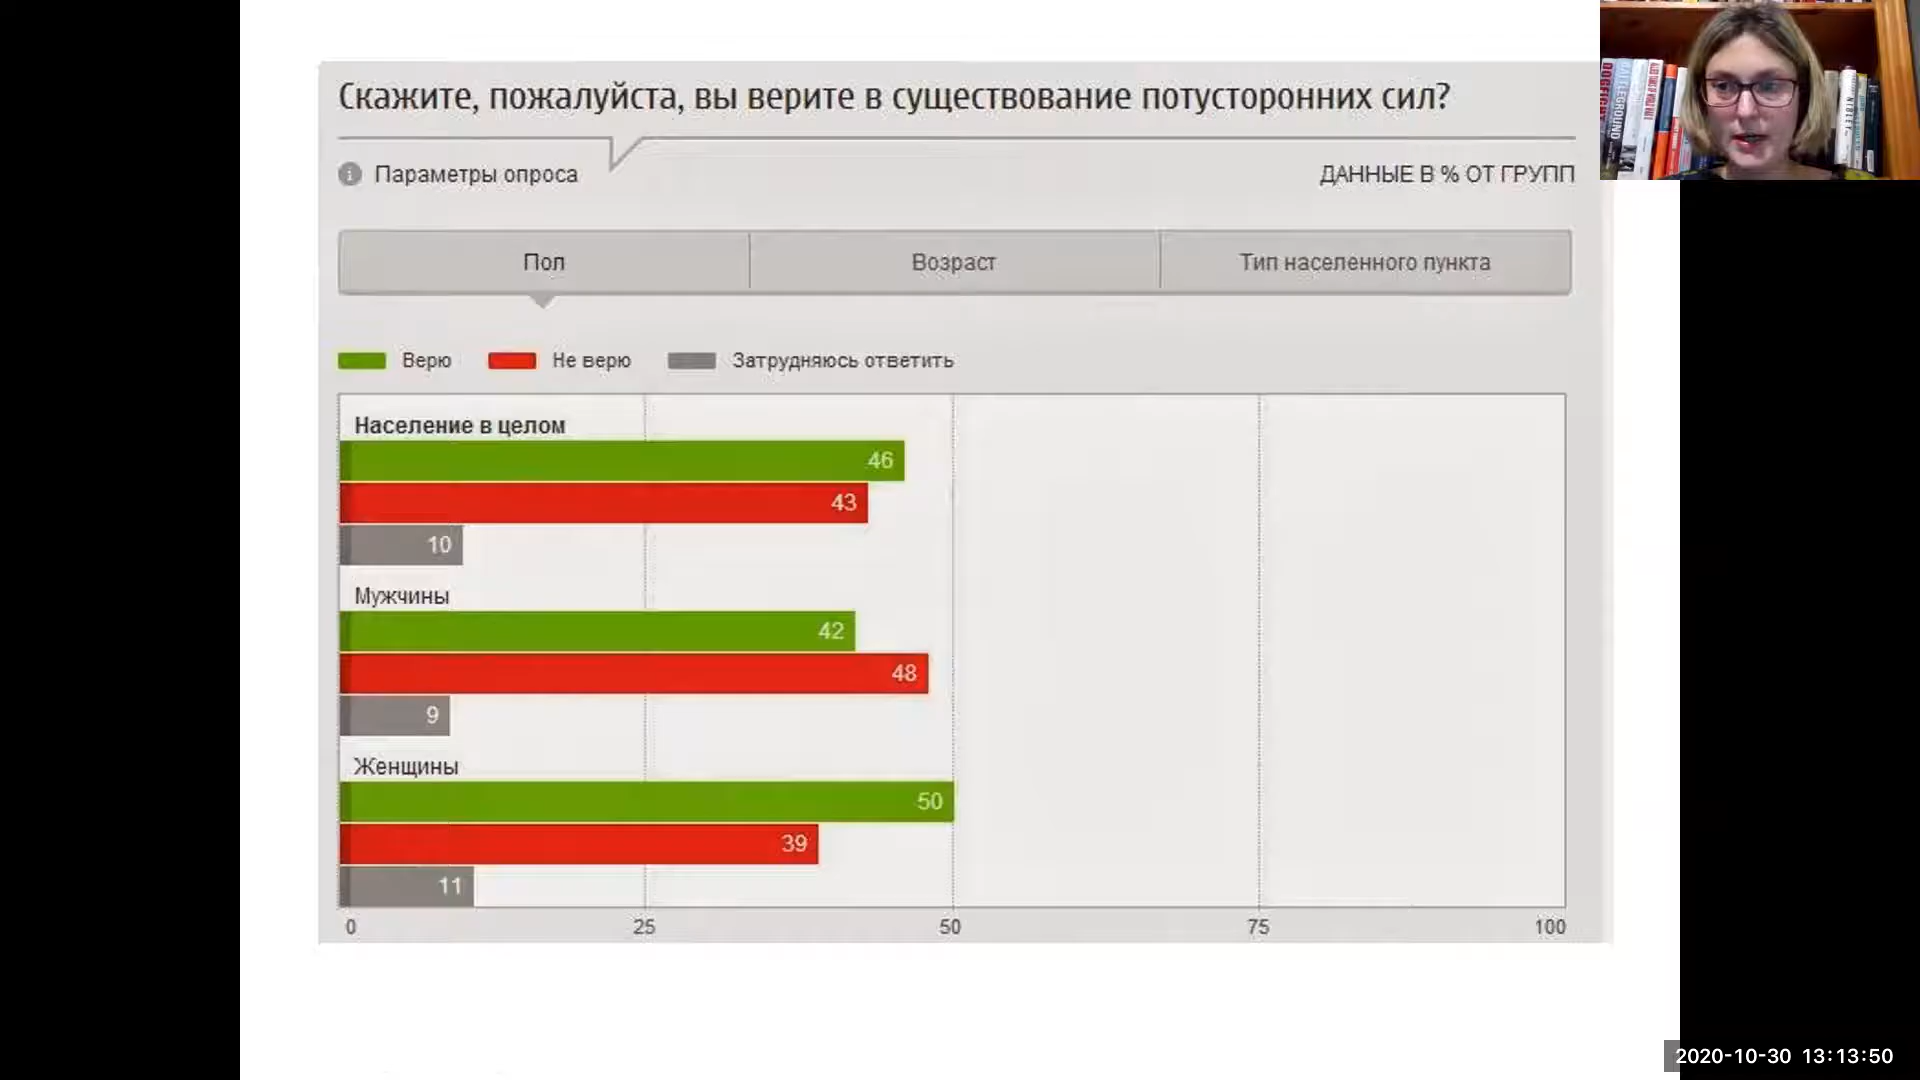 Скажите, пожалуйста, вы верите в существование потусторонних сил?
Параметры опроса
ДАННЫЕ В % ОТ ГРУПП
Пол
Возраст
Тип населенного пункта
Верю
Не верю
Затрудняюсь ответить
Население в целом
46
43
10
Мужчины
42
48
9
Женщины
50
39
11
0 25 50 75 100
DOGFIGHT
BATTLEGROUND
2020-10-30 13:13:50